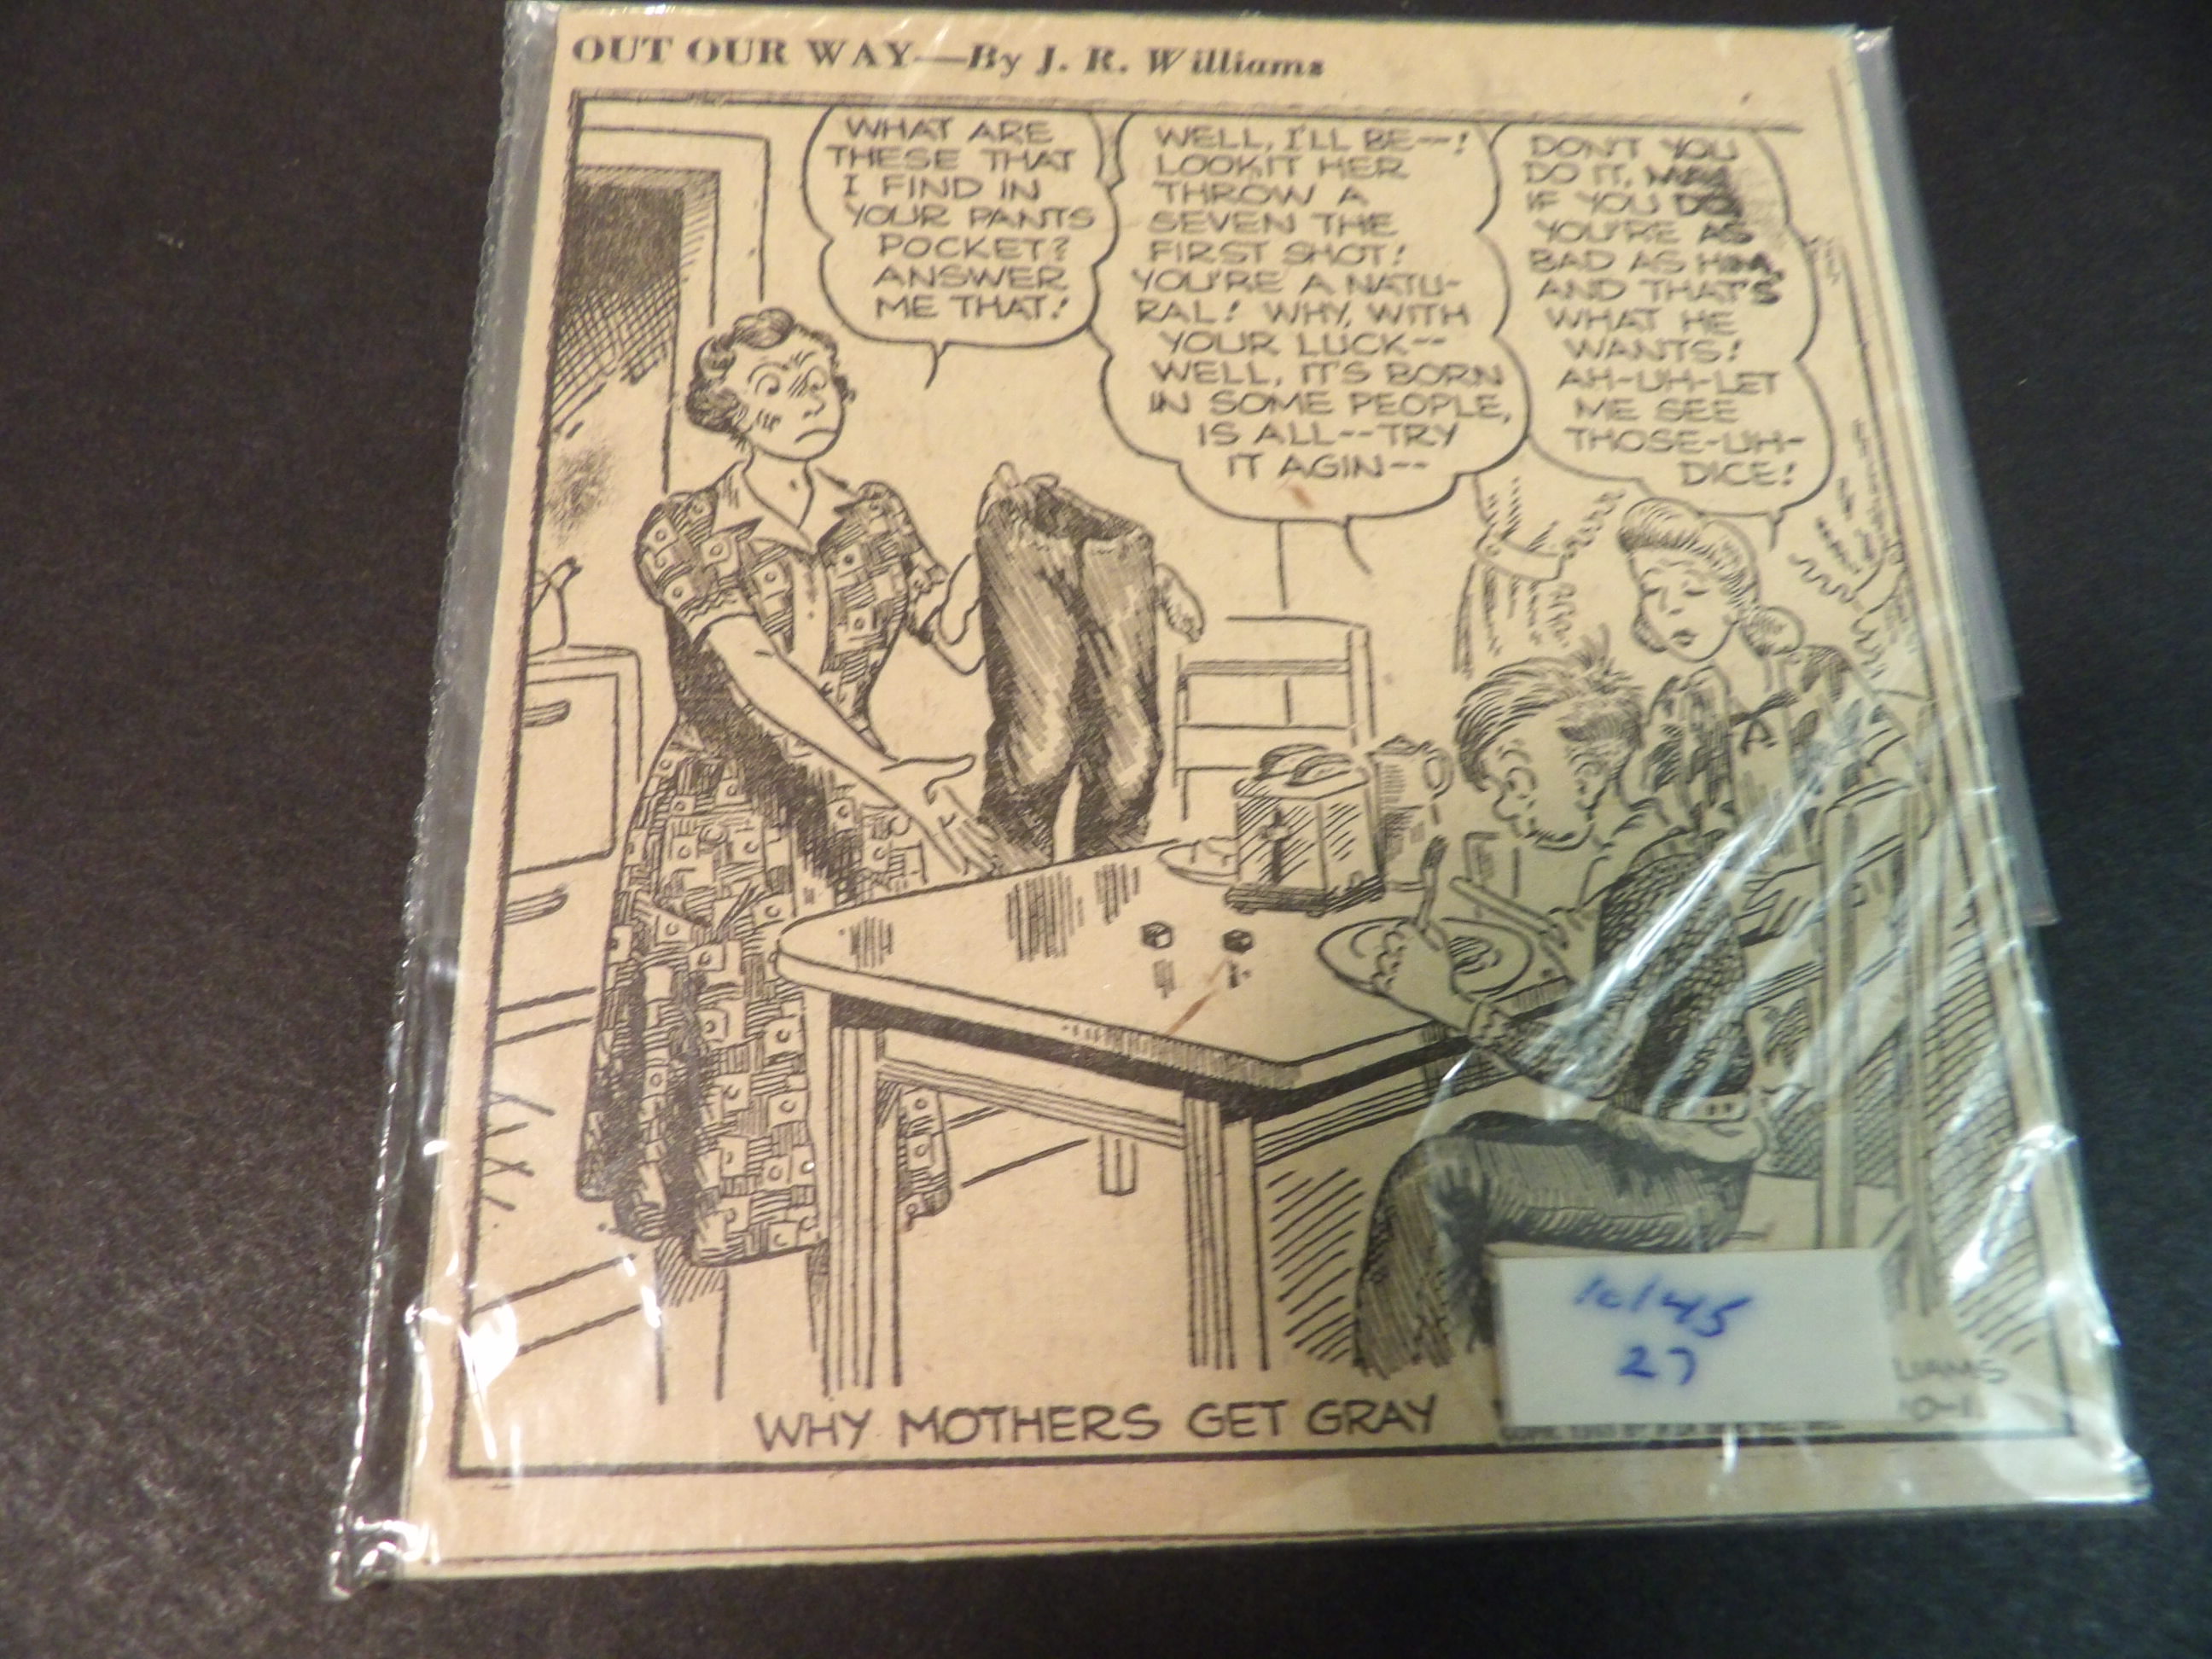 OUT OUR WAY—By J. R. Williams
WHAT ARE
THESE THAT
I FIND IN
YOUR PANTS
POCKET?
ANSWER
ME THAT!
WELL, I'LL BE--!
LOOKIT HER
THROW A
SEVEN THE
FIRST SHOT!
YOU'RE A NATU-
RAL! WHY, WITH
YOUR LUCK--
WELL, IT'S BORN
IN SOME PEOPLE,
IS ALL--TRY
IT AGIN--
DON'T YOU
DO IT, MA!
IF YOU DO
YOU'RE AS
BAD AS HIM,
AND THAT'S
WHAT HE
WANTS!
AH-UH-LET
ME SEE
THOSE-UH-
DICE!
27
LIAMS
WHY MOTHERS GET GRAY